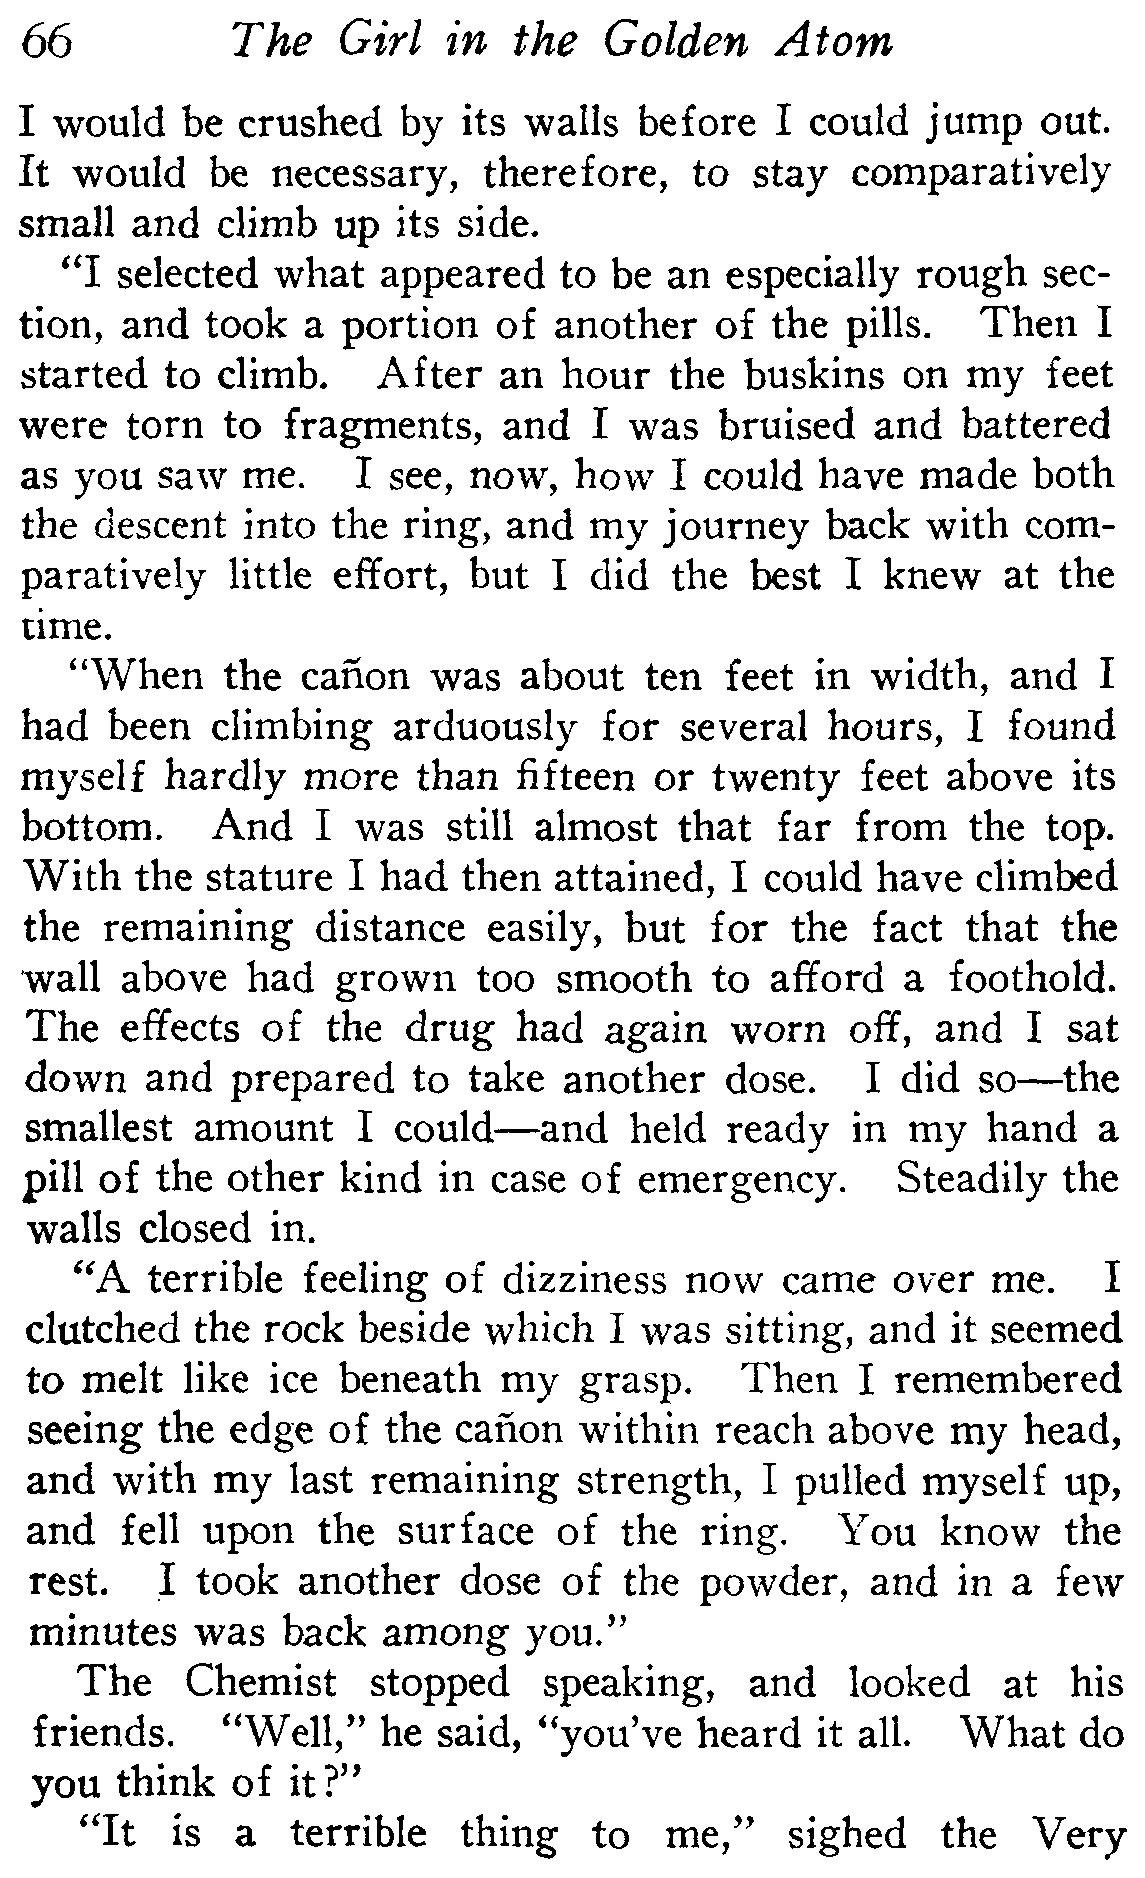 66 The Girl in the Golden Atom
I would be crushed by its walls before I could jump out.
It would be necessary, therefore, to stay comparatively
small and climb up its side.
"I selected what appeared to be an especially rough sec-
tion, and took a portion of another of the pills. Then I
started to climb. After an hour the buskins on my feet
were torn to fragments, and I was bruised and battered
as you saw me. I see, now, how I could have made both
the descent into the ring, and my journey back with com-
paratively little effort, but I did the best I knew at the
time.
"When the cañon was about ten feet in width, and I
had been climbing arduously for several hours, I found
myself hardly more than fifteen or twenty feet above its
bottom. And I was still almost that far from the top.
With the stature I had then attained, I could have climbed
the remaining distance easily, but for the fact that the
wall above had grown too smooth to afford a foothold.
The effects of the drug had again worn off, and I sat
down and prepared to take another dose. I did so—the
smallest amount I could—and held ready in my hand a
pill of the other kind in case of emergency. Steadily the
walls closed in.
"A terrible feeling of dizziness now came over me. I
clutched the rock beside which I was sitting, and it seemed
to melt like ice beneath my grasp. Then I remembered
seeing the edge of the cañon within reach above my head,
and with my last remaining strength, I pulled myself up,
and fell upon the surface of the ring. You know the
rest. I took another dose of the powder, and in a few
minutes was back among you."
The Chemist stopped speaking, and looked at his
friends. "Well," he said, "you've heard it all. What do
you think of it?"
"It is a terrible thing to me," sighed the Very